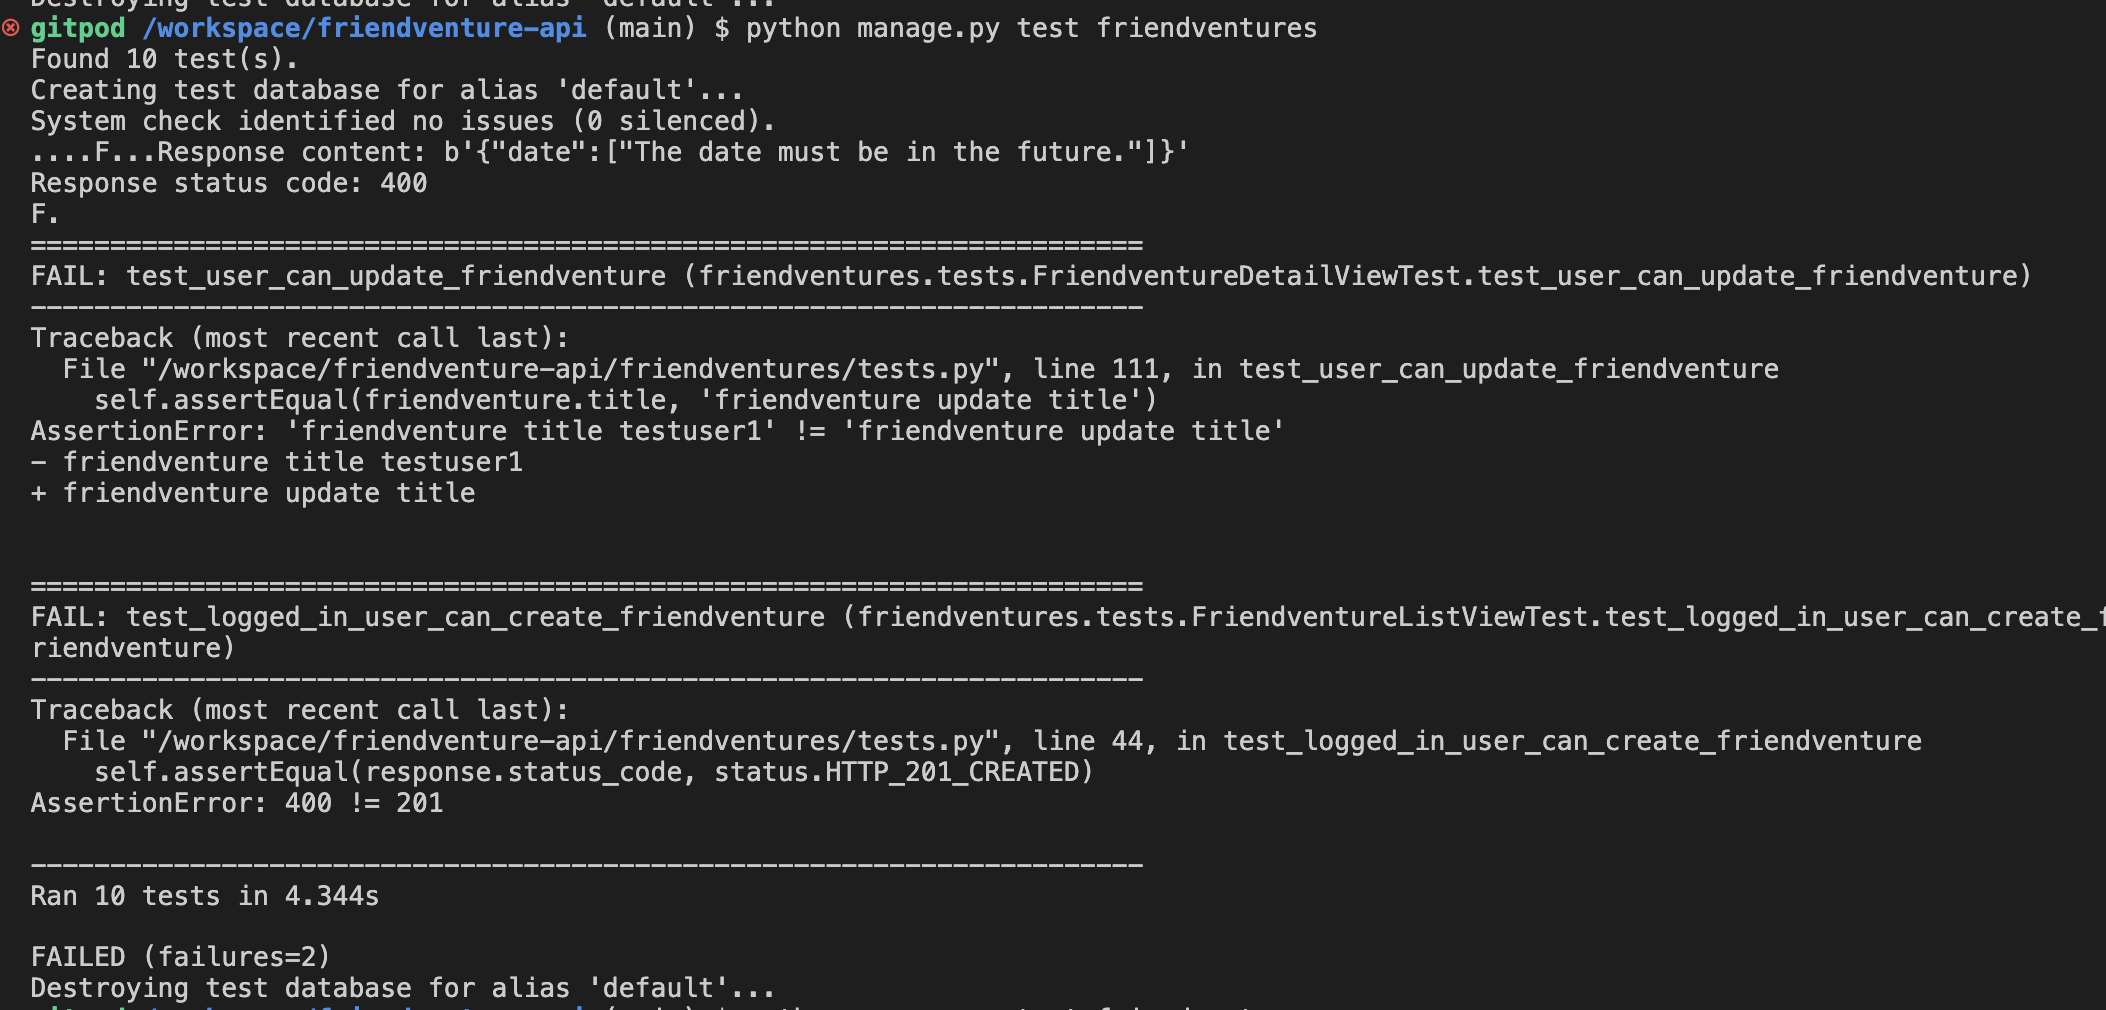 Destroying test database for alias 'default'...
gitpod /workspace/friendventure-api (main) $ python manage.py test friendventures
Found 10 test(s).
Creating test database for alias 'default'...
System check identified no issues (0 silenced).
....F...Response content: b'{"date":["The date must be in the future."]}'
Response status code: 400
F.
======================================================================
FAIL: test_user_can_update_friendventure (friendventures.tests.FriendventureDetailViewTest.test_user_can_update_friendventure)
----------------------------------------------------------------------
Traceback (most recent call last):
  File "/workspace/friendventure-api/friendventures/tests.py", line 111, in test_user_can_update_friendventure
    self.assertEqual(friendventure.title, 'friendventure update title')
AssertionError: 'friendventure title testuser1' != 'friendventure update title'
- friendventure title testuser1
+ friendventure update title
======================================================================
FAIL: test_logged_in_user_can_create_friendventure (friendventures.tests.FriendventureListViewTest.test_logged_in_user_can_create_f
riendventure)
----------------------------------------------------------------------
Traceback (most recent call last):
  File "/workspace/friendventure-api/friendventures/tests.py", line 44, in test_logged_in_user_can_create_friendventure
    self.assertEqual(response.status_code, status.HTTP_201_CREATED)
AssertionError: 400 != 201
----------------------------------------------------------------------
Ran 10 tests in 4.344s
FAILED (failures=2)
Destroying test database for alias 'default'...